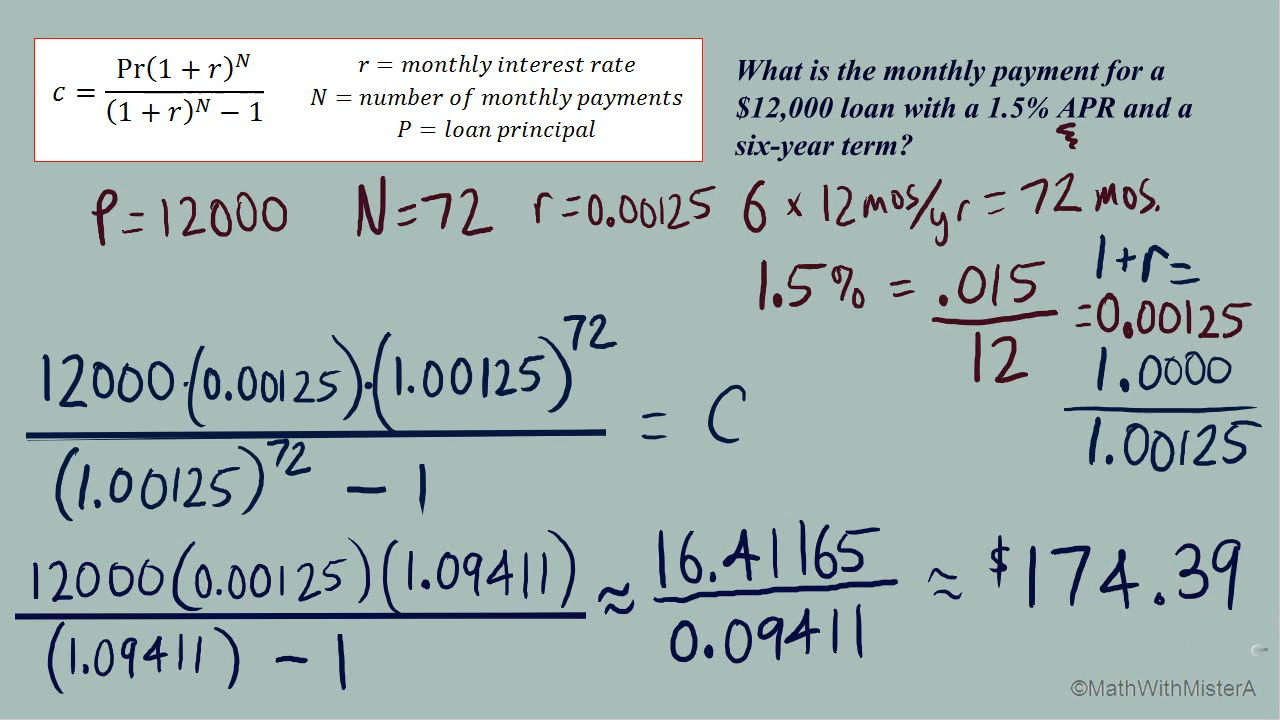 c = Pr(1 + r)^N / (1 + r)^N − 1
r = monthly interest rate
N = number of monthly payments
P = loan principal
What is the monthly payment for a
$12,000 loan with a 1.5% APR and a
six-year term?
P = 12000 N = 72 r = 0.00125 6 × 12 mos/yr = 72 mos.
1.5% = .015 / 12 = 0.00125
1 + r =
1.0000
1.00125
12000 · (0.00125) · (1.00125)^72 / (1.00125)^72 − 1 = C
12000(0.00125)(1.09411) / (1.09411) − 1 ≈ 16.41165 / 0.09411 ≈ $174.39
©MathWithMisterA